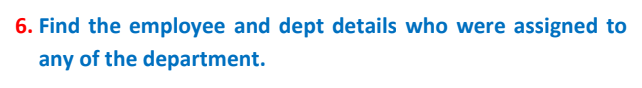 6. Find the employee and dept details who were assigned to
any of the department.